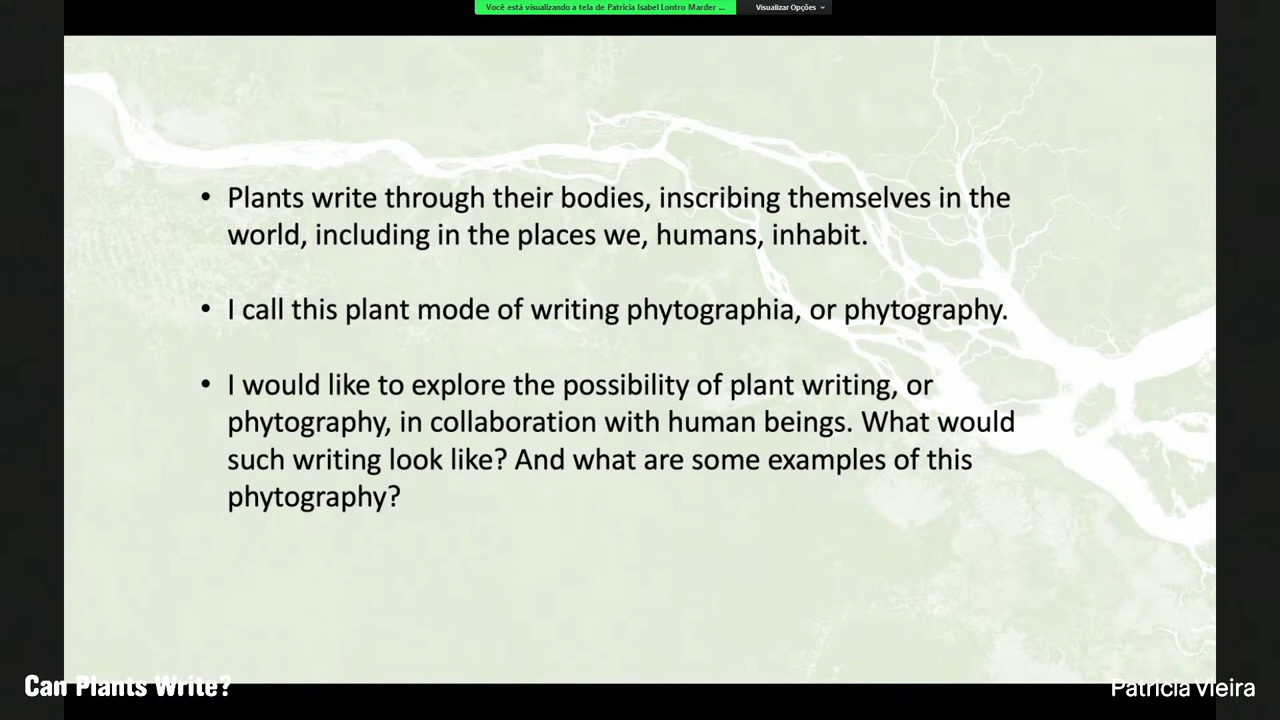 Você está visualizando a tela de Patricia Isabel Lontro Marder ...
Visualizar Opções
• Plants write through their bodies, inscribing themselves in the
world, including in the places we, humans, inhabit.
• I call this plant mode of writing phytographia, or phytography.
• I would like to explore the possibility of plant writing, or
phytography, in collaboration with human beings. What would
such writing look like? And what are some examples of this
phytography?
Can Plants Write?
Patrícia Vieira